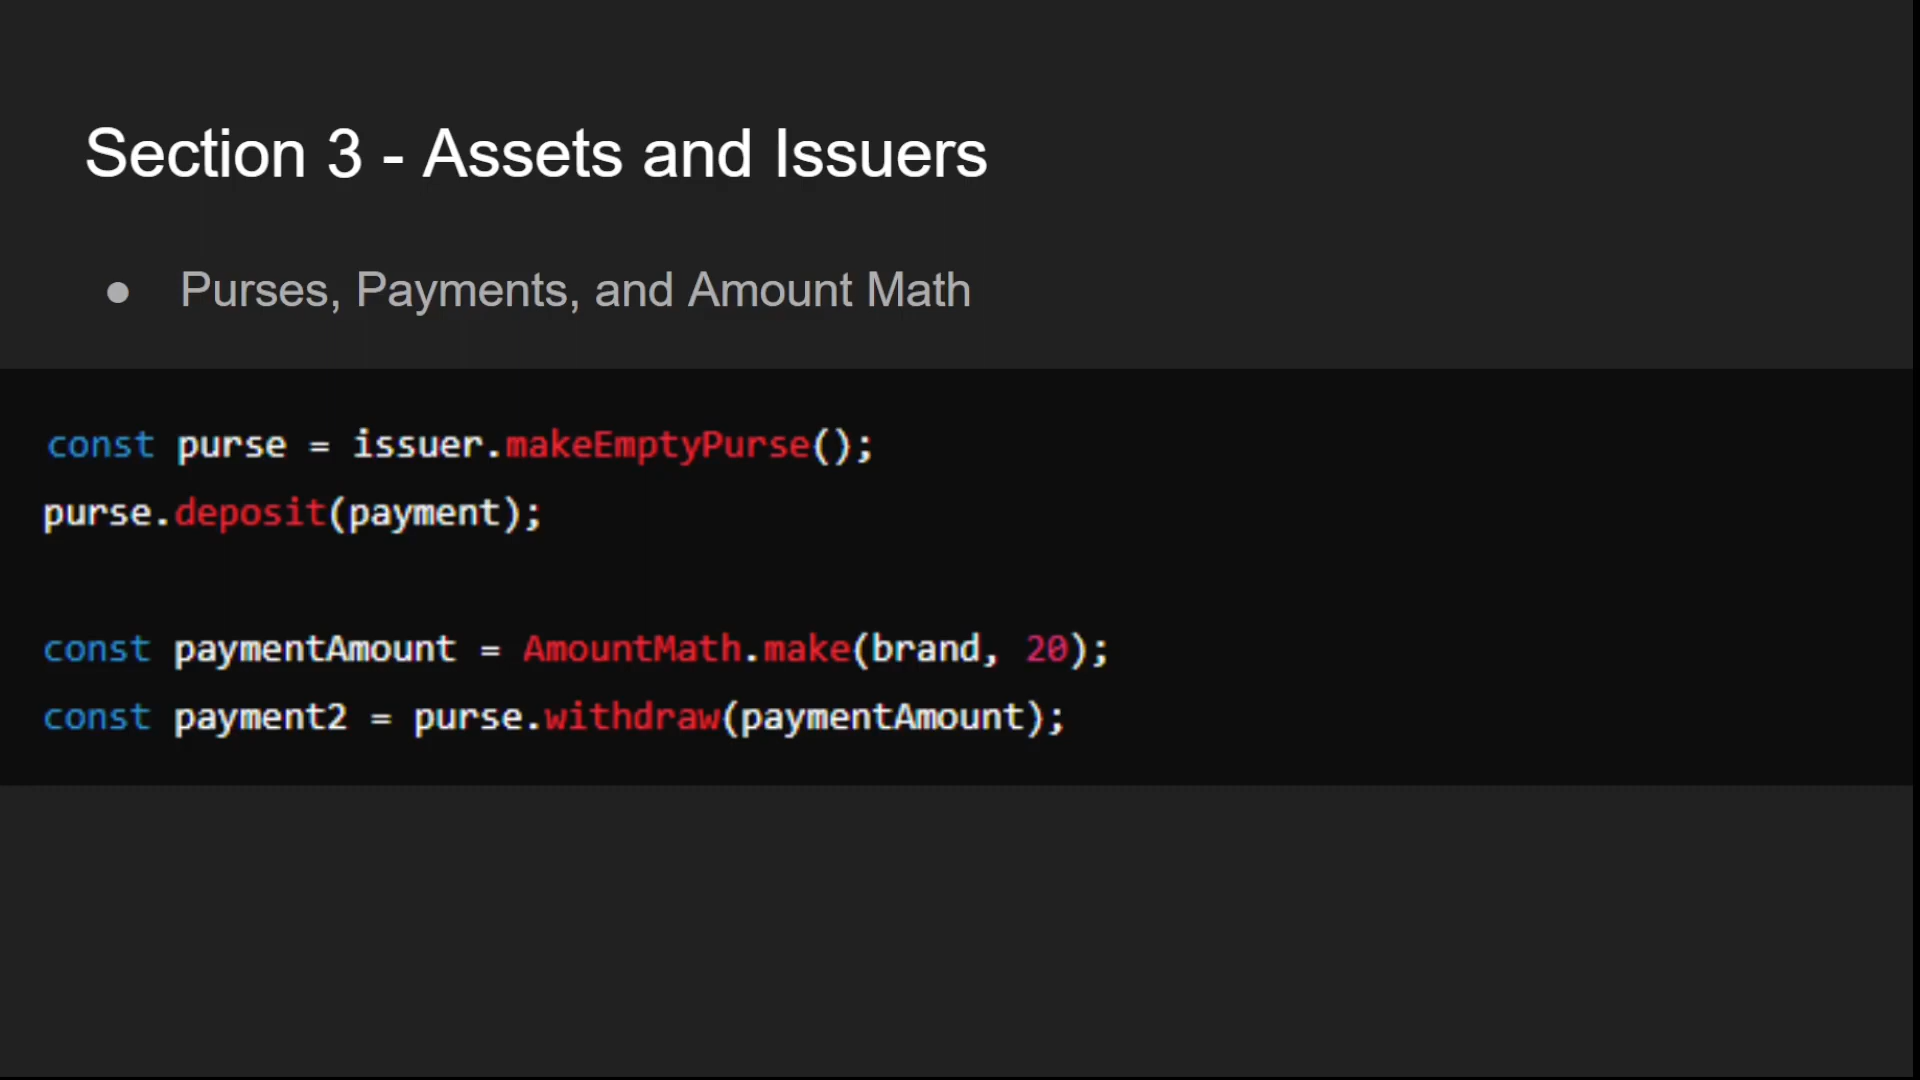 Section 3 - Assets and Issuers
● Purses, Payments, and Amount Math
const purse = issuer.makeEmptyPurse();
purse.deposit(payment);
const paymentAmount = AmountMath.make(brand, 20);
const payment2 = purse.withdraw(paymentAmount);